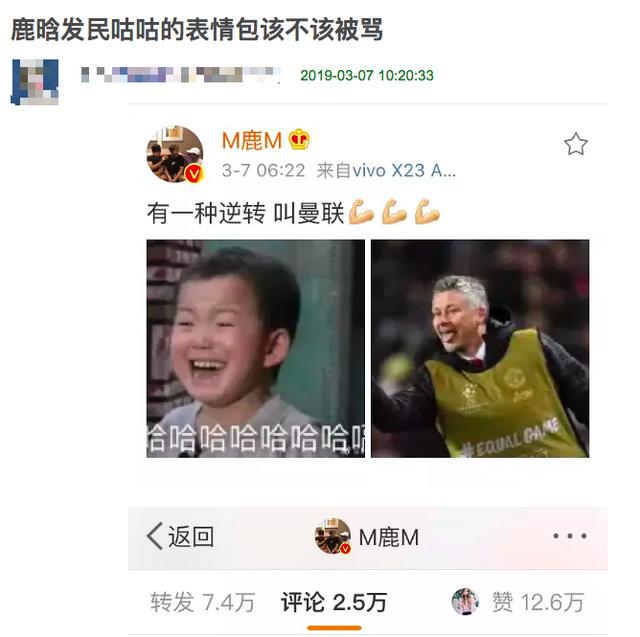 鹿晗发民咕咕的表情包该不该被骂
2019-03-07 10:20:33
M鹿M
3-7 06:22 来自vivo X23 A...
有一种逆转 叫曼联💪💪💪
哈哈哈哈哈哈哈
#EQUAL GAME
返回 M鹿M
转发 7.4万 评论 2.5万 赞 12.6万